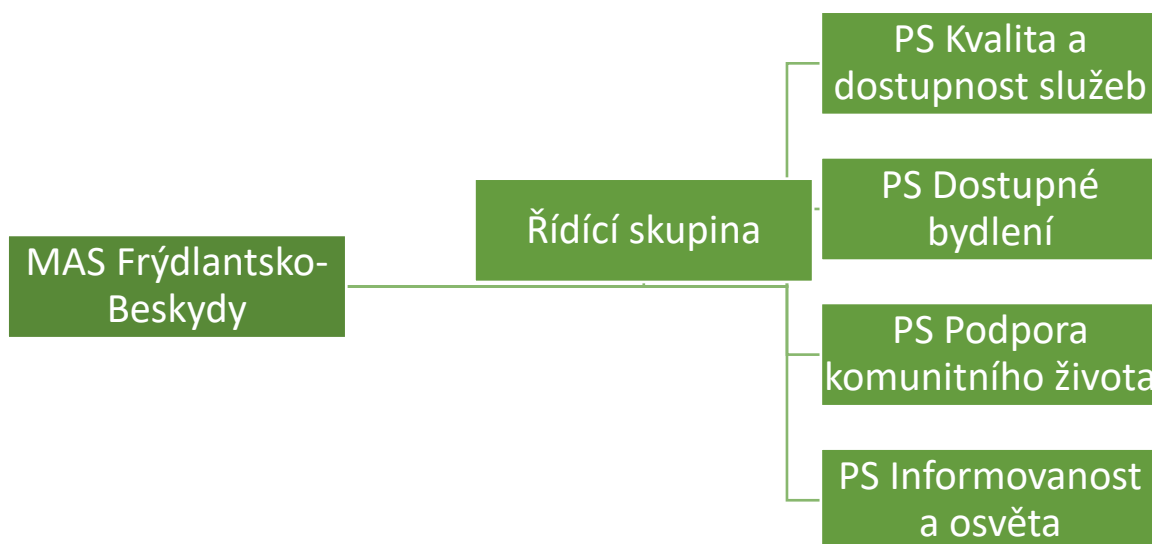 MAS Frýdlantsko-
Beskydy
Řídící skupina
PS Kvalita a
dostupnost služeb
PS Dostupné
bydlení
PS Podpora
komunitního života
PS Informovanost
a osvěta